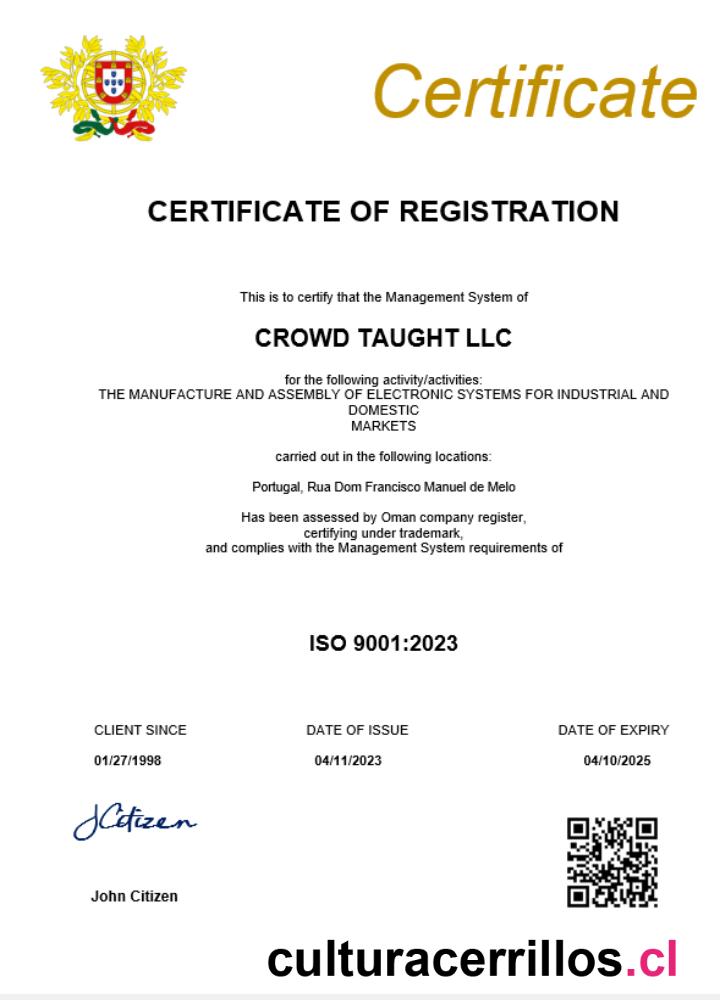 Certificate
CERTIFICATE OF REGISTRATION
This is to certify that the Management System of
CROWD TAUGHT LLC
for the following activity/activities:
THE MANUFACTURE AND ASSEMBLY OF ELECTRONIC SYSTEMS FOR INDUSTRIAL AND
DOMESTIC
MARKETS
carried out in the following locations:
Portugal, Rua Dom Francisco Manuel de Melo
Has been assessed by Oman company register,
certifying under trademark,
and complies with the Management System requirements of
ISO 9001:2023
CLIENT SINCE DATE OF ISSUE DATE OF EXPIRY
01/27/1998 04/11/2023 04/10/2025
JCitizen
John Citizen
culturacerrillos.cl